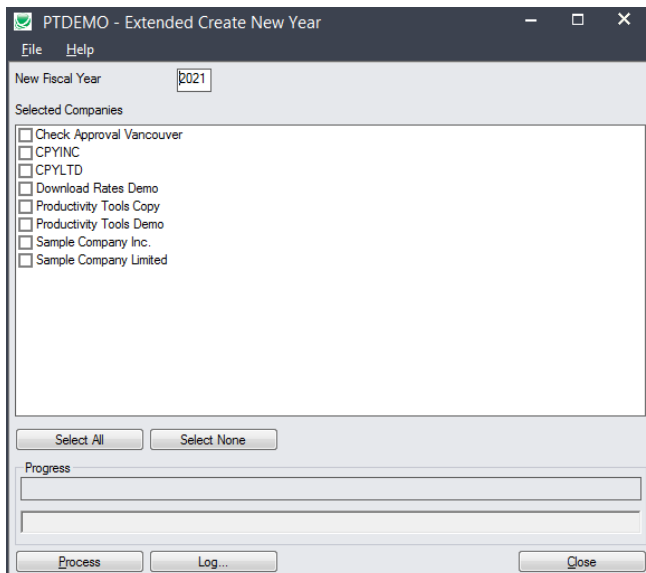 PTDEMO - Extended Create New Year
File Help
New Fiscal Year 2021
Selected Companies
Check Approval Vancouver
CPYINC
CPYLTD
Download Rates Demo
Productivity Tools Copy
Productivity Tools Demo
Sample Company Inc.
Sample Company Limited
Select All Select None
Progress
Process Log... Close